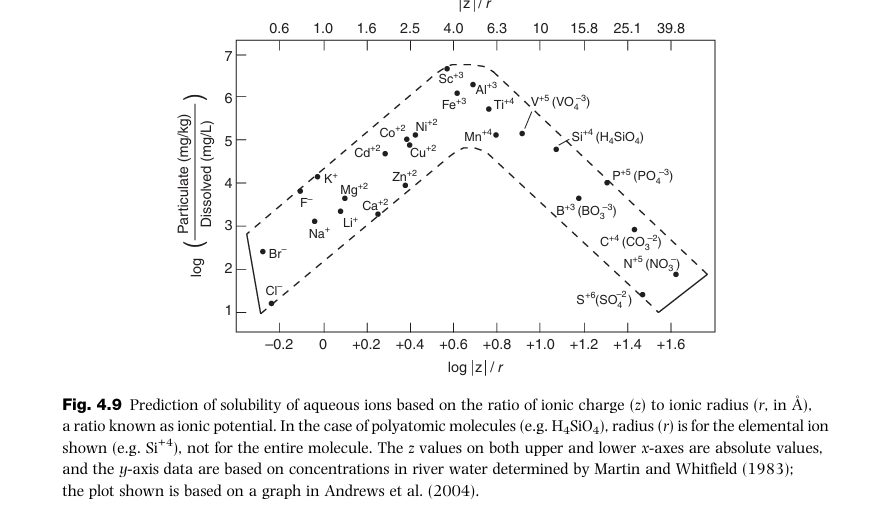 |z| / r
0.6 1.0 1.6 2.5 4.0 6.3 10 15.8 25.1 39.8
7
6
5
4
3
2
1
log ( Particulate (mg/kg) / Dissolved (mg/L) )
Sc+3
Al+3
Fe+3
Ti+4
V+5 (VO4−3)
Co+2
Ni+2
Mn+4
Si+4 (H4SiO4)
Cd+2
Cu+2
K+
Zn+2
P+5 (PO4−3)
Mg+2
F−
Ca+2
B+3 (BO3−3)
Li+
Na+
C+4 (CO3−2)
Br−
N+5 (NO3−)
Cl−
S+6(SO4−2)
−0.2 0 +0.2 +0.4 +0.6 +0.8 +1.0 +1.2 +1.4 +1.6
log |z| / r
Fig. 4.9 Prediction of solubility of aqueous ions based on the ratio of ionic charge (z) to ionic radius (r, in Å),
a ratio known as ionic potential. In the case of polyatomic molecules (e.g. H4SiO4), radius (r) is for the elemental ion
shown (e.g. Si+4), not for the entire molecule. The z values on both upper and lower x-axes are absolute values,
and the y-axis data are based on concentrations in river water determined by Martin and Whitfield (1983);
the plot shown is based on a graph in Andrews et al. (2004).